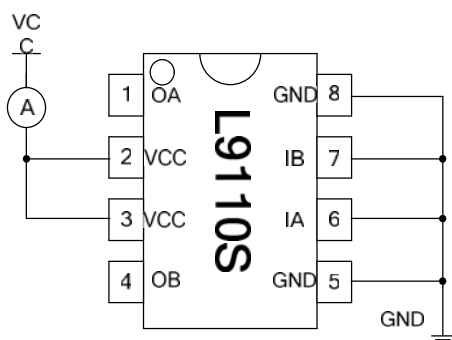 VC
C
A
1 OA
2 VCC
3 VCC
4 OB
L9110S
GND 8
IB 7
IA 6
GND 5
GND